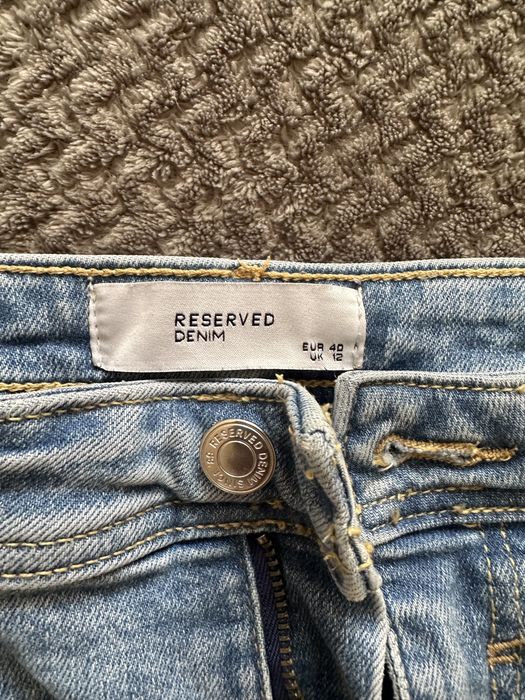 RESERVED
DENIM
EUR 40
UK 12
RESERVED DENIM